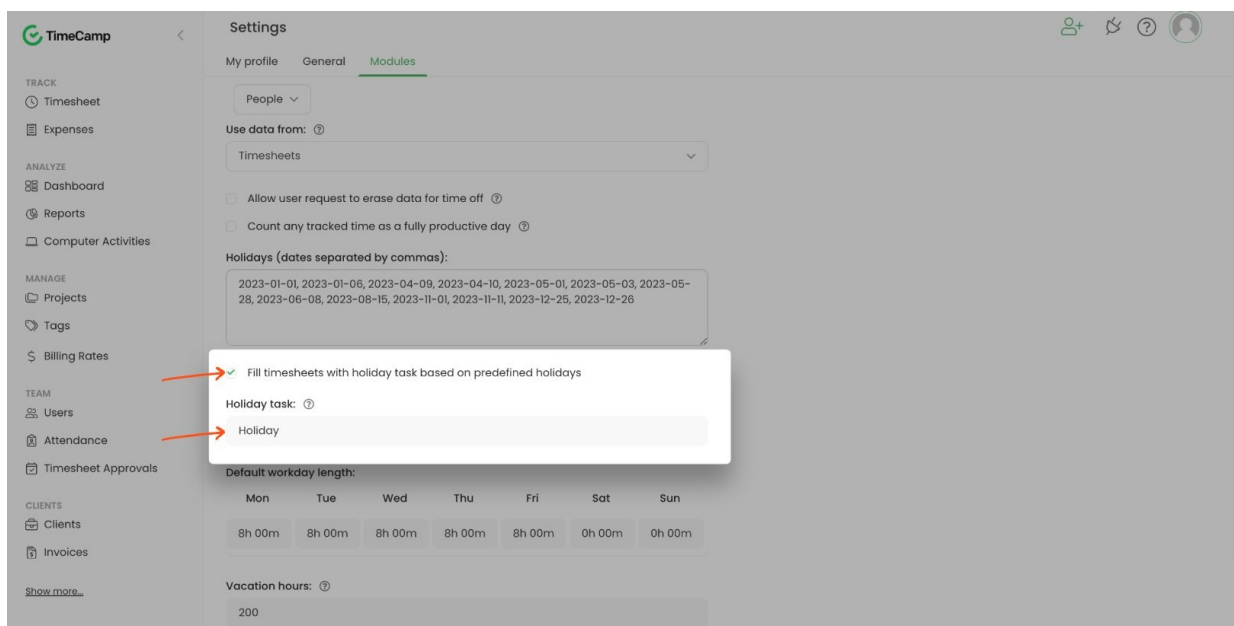 TimeCamp
Settings
My profile General Modules
TRACK
Timesheet
Expenses
ANALYZE
Dashboard
Reports
Computer Activities
MANAGE
Projects
Tags
Billing Rates
TEAM
Users
Attendance
Timesheet Approvals
CLIENTS
Clients
Invoices
Show more...
People
Use data from:
Timesheets
Allow user request to erase data for time off
Count any tracked time as a fully productive day
Holidays (dates separated by commas):
2023-01-01, 2023-01-06, 2023-04-09, 2023-04-10, 2023-05-01, 2023-05-03, 2023-05-
28, 2023-06-08, 2023-08-15, 2023-11-01, 2023-11-11, 2023-12-25, 2023-12-26
Fill timesheets with holiday task based on predefined holidays
Holiday task:
Holiday
Default workday length:
Mon Tue Wed Thu Fri Sat Sun
8h 00m 8h 00m 8h 00m 8h 00m 8h 00m 0h 00m 0h 00m
Vacation hours:
200